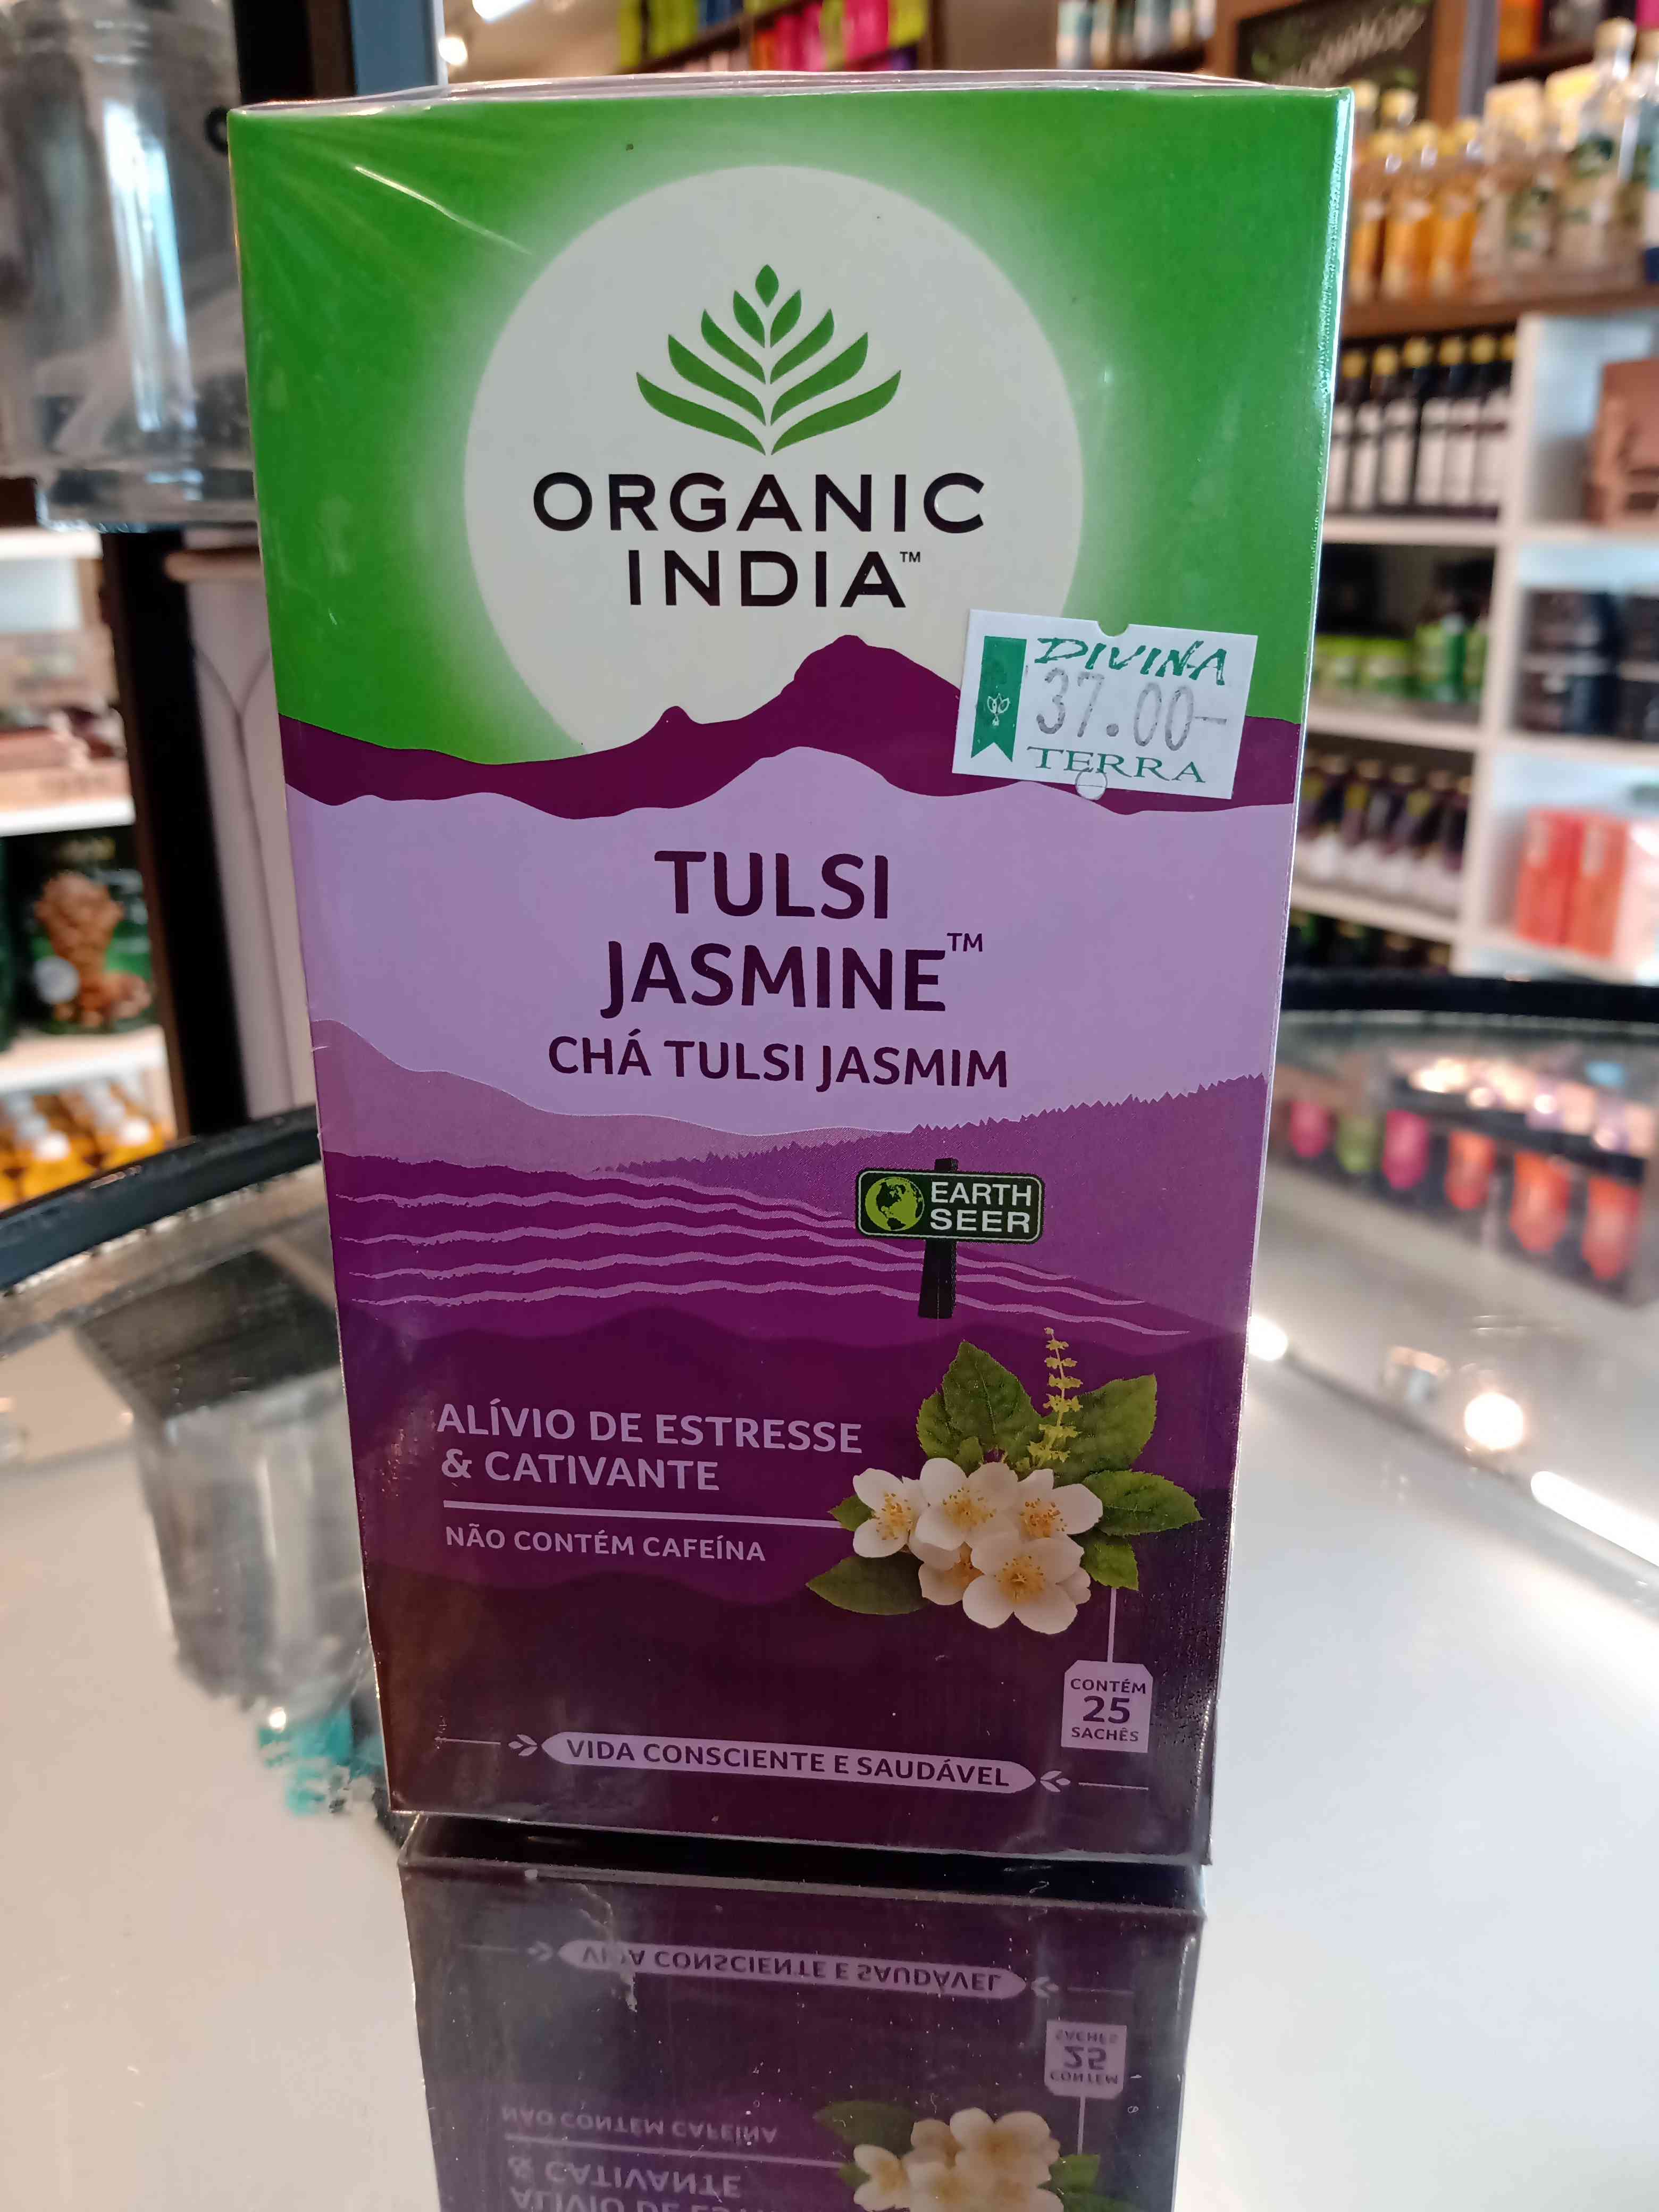 ORGANIC
INDIA™
DIVINA
37.00-
TERRA
TULSI
JASMINE™
CHÁ TULSI JASMIM
EARTH
SEER
ALÍVIO DE ESTRESSE
& CATIVANTE
NÃO CONTÉM CAFEÍNA
CONTÉM
25
SACHÊS
VIDA CONSCIENTE E SAUDÁVEL